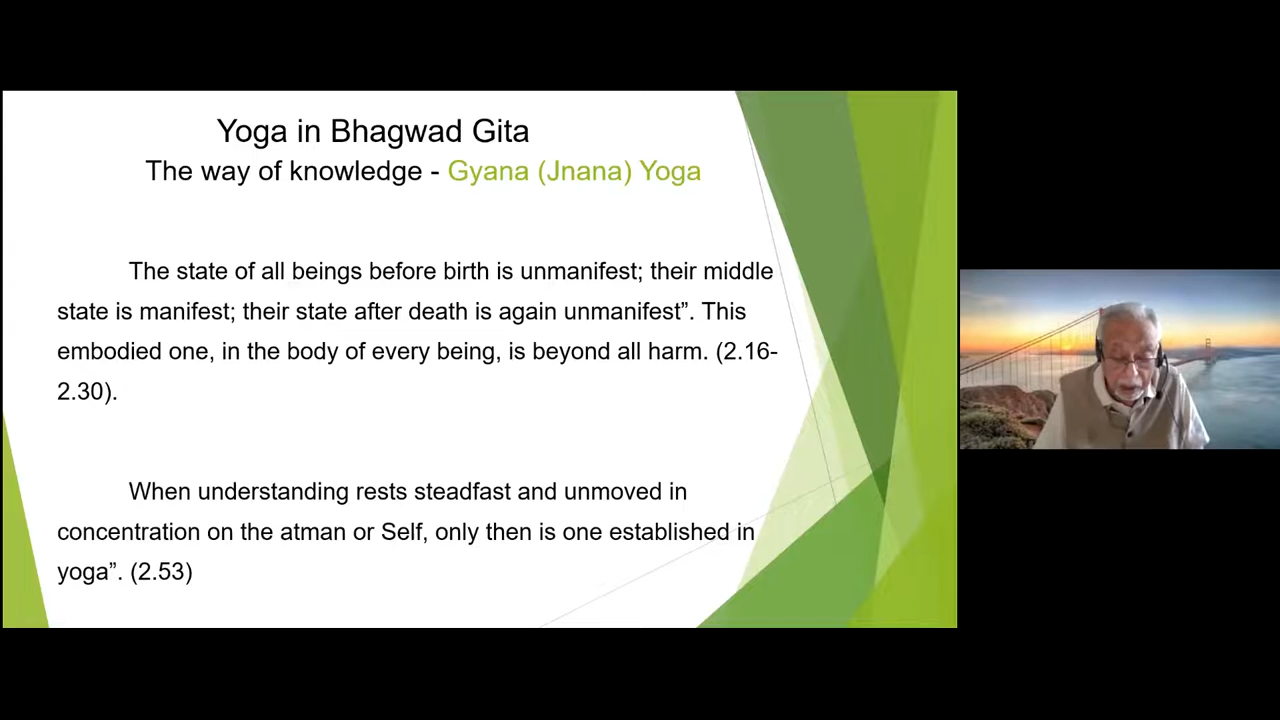 Yoga in Bhagwad Gita
The way of knowledge - Gyana (Jnana) Yoga
The state of all beings before birth is unmanifest; their middle
state is manifest; their state after death is again unmanifest”. This
embodied one, in the body of every being, is beyond all harm. (2.16-
2.30).
When understanding rests steadfast and unmoved in
concentration on the atman or Self, only then is one established in
yoga”. (2.53)